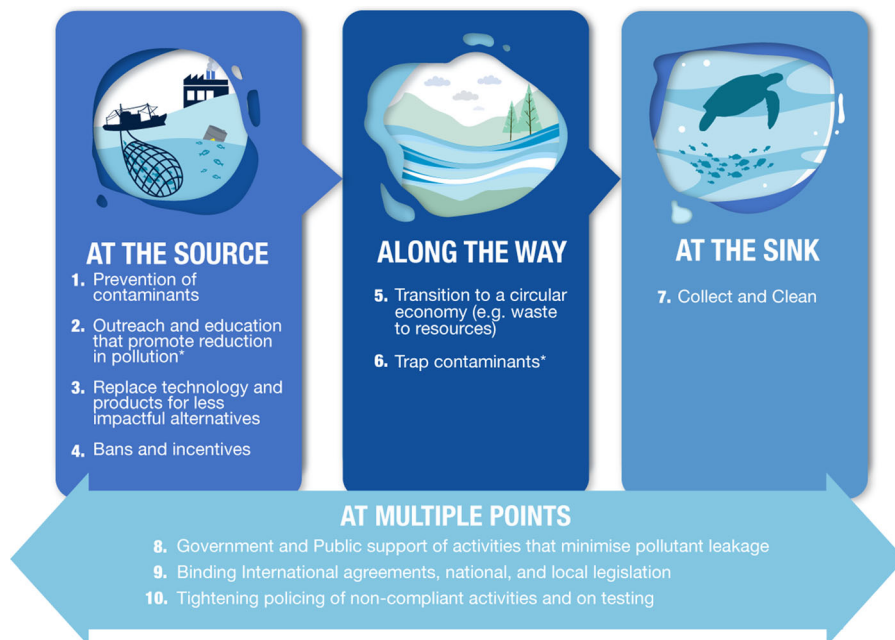 AT THE SOURCE
1. Prevention of
contaminants
2. Outreach and education
that promote reduction
in pollution*
3. Replace technology and
products for less
impactful alternatives
4. Bans and incentives
ALONG THE WAY
5. Transition to a circular
economy (e.g. waste
to resources)
6. Trap contaminants*
AT THE SINK
7. Collect and Clean
AT MULTIPLE POINTS
8. Government and Public support of activities that minimise pollutant leakage
9. Binding International agreements, national, and local legislation
10. Tightening policing of non-compliant activities and on testing